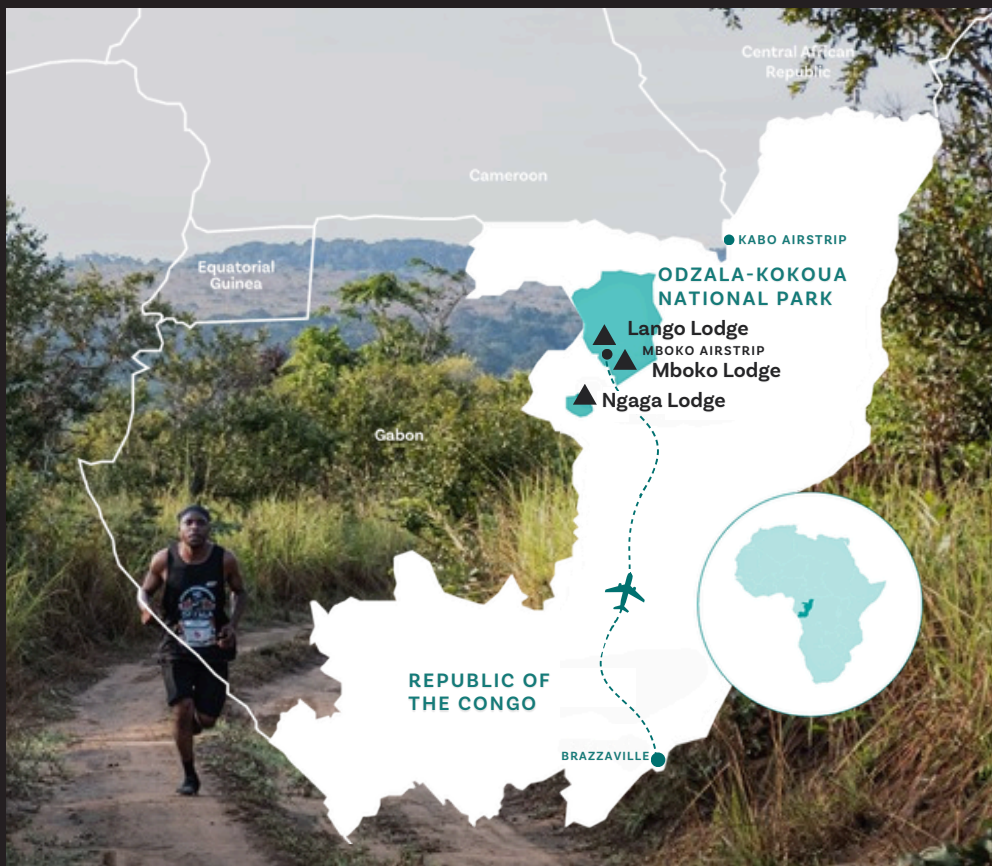 Central African
Republic
Cameroon
KABO AIRSTRIP
Equatorial
Guinea
ODZALA-KOKOUA
NATIONAL PARK
Lango Lodge
MBOKO AIRSTRIP
Mboko Lodge
Ngaga Lodge
Gabon
REPUBLIC OF
THE CONGO
BRAZZAVILLE